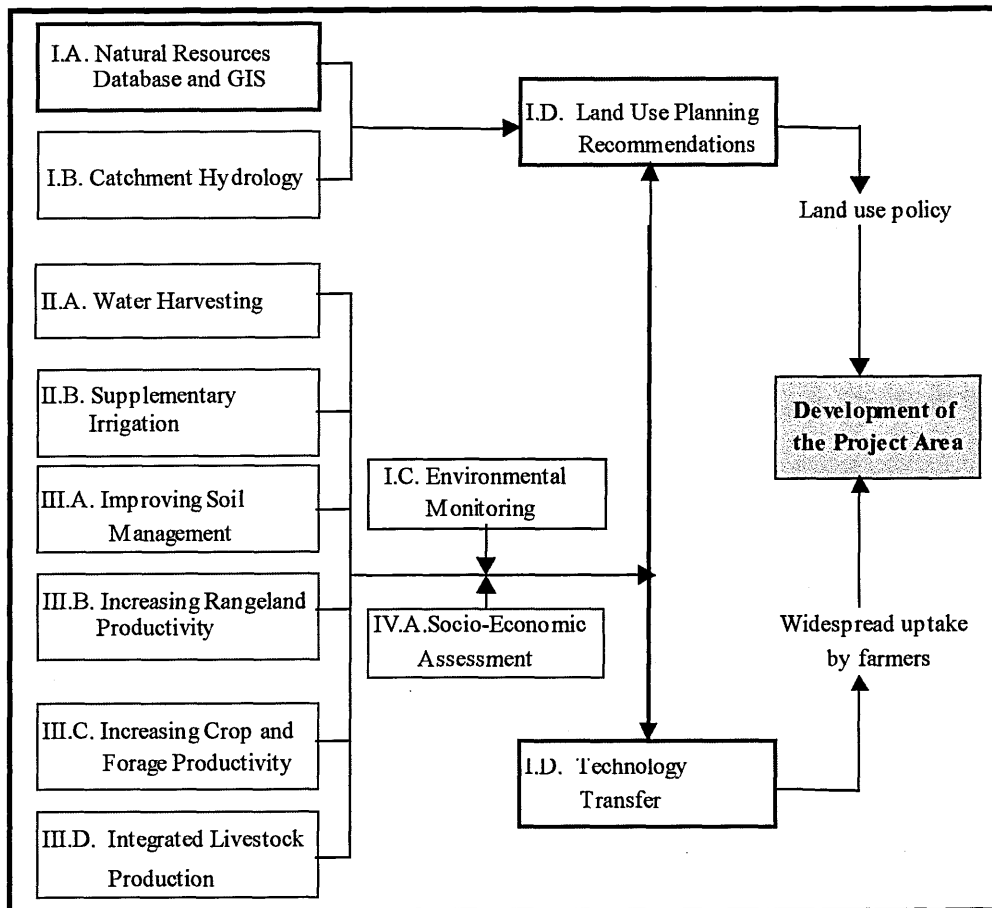 I.A. Natural Resources
Database and GIS
I.B. Catchment Hydrology
II.A. Water Harvesting
II.B. Supplementary
Irrigation
III.A. Improving Soil
Management
III.B. Increasing Rangeland
Productivity
III.C. Increasing Crop and
Forage Productivity
III.D. Integrated Livestock
Production
I.C. Environmental
Monitoring
IV.A.Socio-Economic
Assessment
I.D. Land Use Planning
Recommendations
I.D. Technology
Transfer
Land use policy
Development of
the Project Area
Widespread uptake
by farmers